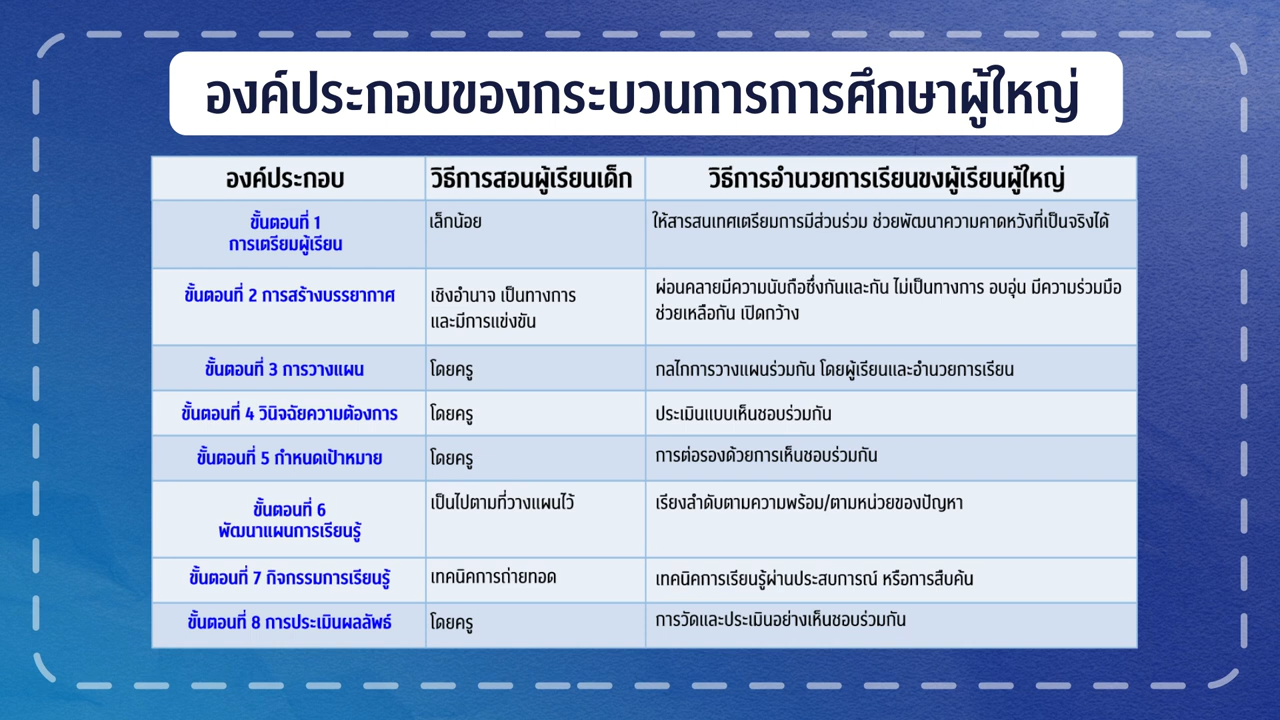 องค์ประกอบของกระบวนการการศึกษาผู้ใหญ่
องค์ประกอบ
วิธีการสอนผู้เรียนเด็ก
วิธีการอำนวยการเรียนขงผู้เรียนผู้ใหญ่
ขั้นตอนที่ 1
การเตรียมผู้เรียน
เล็กน้อย
ให้สารสนเทศเตรียมการมีส่วนร่วม ช่วยพัฒนาความคาดหวังที่เป็นจริงได้
ขั้นตอนที่ 2 การสร้างบรรยากาศ
เชิงอำนาจ เป็นทางการ
และมีการแข่งขัน
ผ่อนคลายมีความนับถือซึ่งกันและกัน ไม่เป็นทางการ อบอุ่น มีความร่วมมือ
ช่วยเหลือกัน เปิดกว้าง
ขั้นตอนที่ 3 การวางแผน
โดยครู
กลไกการวางแผนร่วมกัน โดยผู้เรียนและอำนวยการเรียน
ขั้นตอนที่ 4 วินิจฉัยความต้องการ
โดยครู
ประเมินแบบเห็นชอบร่วมกัน
ขั้นตอนที่ 5 กำหนดเป้าหมาย
โดยครู
การต่อรองด้วยการเห็นชอบร่วมกัน
ขั้นตอนที่ 6
พัฒนาแผนการเรียนรู้
เป็นไปตามที่วางแผนไว้
เรียงลำดับตามความพร้อม/ตามหน่วยของปัญหา
ขั้นตอนที่ 7 กิจกรรมการเรียนรู้
เทคนิคการถ่ายทอด
เทคนิคการเรียนรู้ผ่านประสบการณ์ หรือการสืบค้น
ขั้นตอนที่ 8 การประเมินผลลัพธ์
โดยครู
การวัดและประเมินอย่างเห็นชอบร่วมกัน